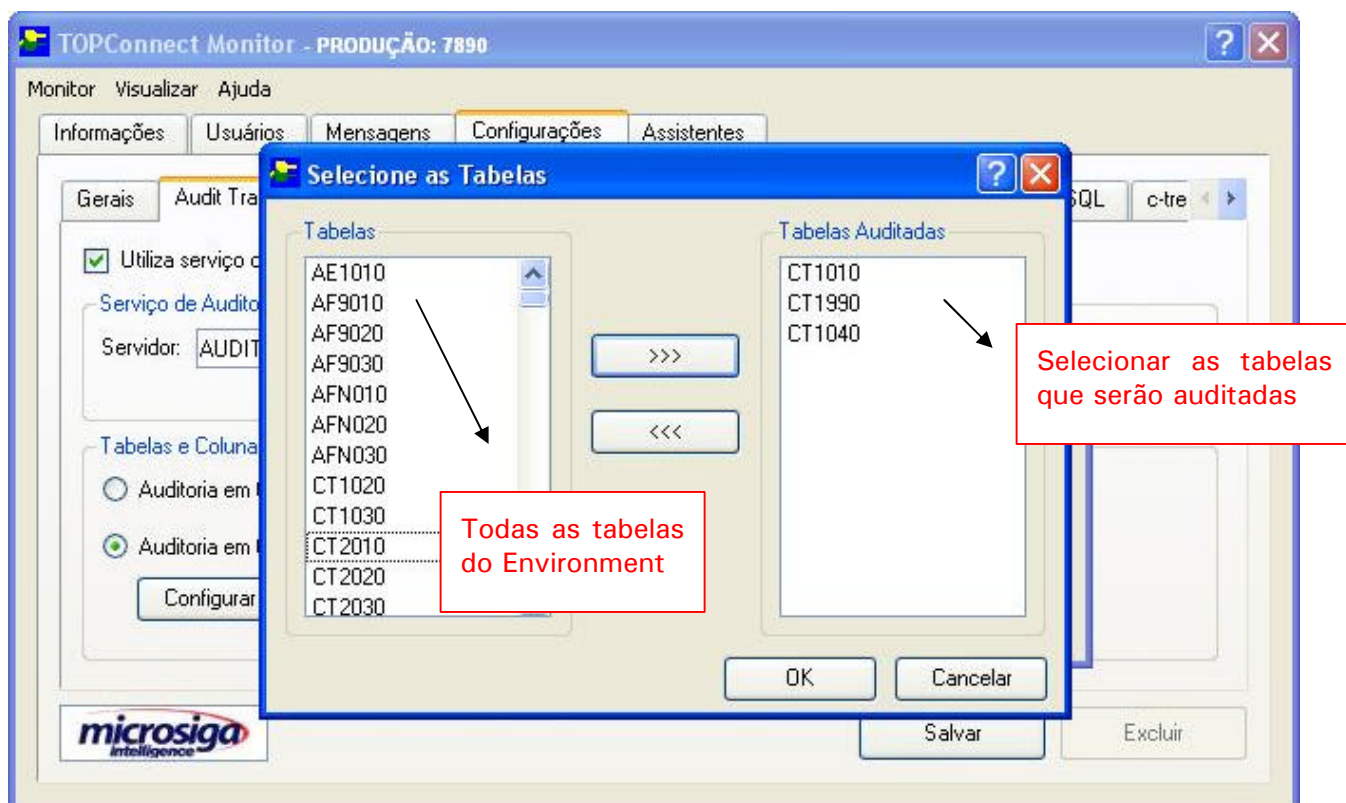 TOPConnect Monitor - PRODUÇÃO: 7890
Monitor Visualizar Ajuda
Informações Usuários Mensagens Configurações Assistentes
Selecione as Tabelas
Gerais Audit Tra SQL c-tre
Tabelas Tabelas Auditadas
Utiliza serviço
Serviço de Audito
Servidor: AUDIT
Tabelas e Coluna
Auditoria em
Auditoria em
Configurar
AE1010
AF9010
AF9020
AF9030
AFN010
AFN020
AFN030
CT1020
CT1030
CT2010
CT2020
CT2030
>>>
<<<
CT1010
CT1990
CT1040
Todas as tabelas
do Environment
Selecionar as tabelas
que serão auditadas
OK Cancelar
microsiga
intelligence
Salvar Excluir